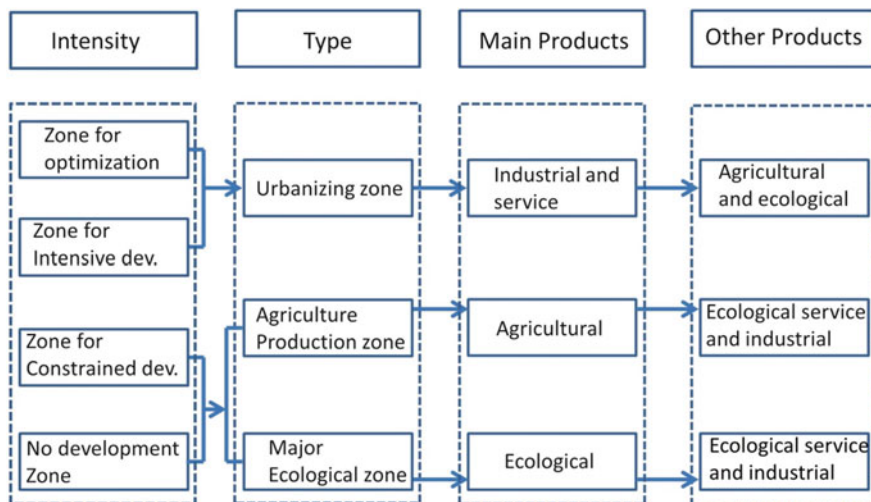 Intensity
Type
Main Products
Other Products
Zone for
optimization
Zone for
Intensive dev.
Zone for
Constrained dev.
No development
Zone
Urbanizing zone
Agriculture
Production zone
Major
Ecological zone
Industrial and
service
Agricultural
Ecological
Agricultural
and ecological
Ecological service
and industrial
Ecological service
and industrial